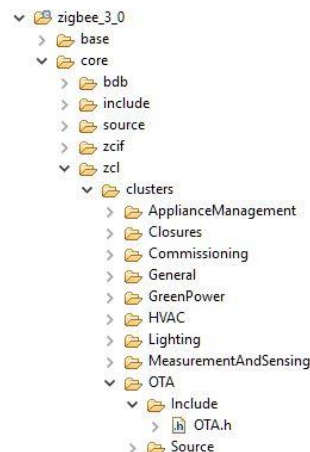 zigbee_3_0
base
core
bdb
include
source
zcif
zcl
clusters
ApplianceManagement
Closures
Commissioning
General
GreenPower
HVAC
Lighting
MeasurementAndSensing
OTA
Include
.h OTA.h
Source